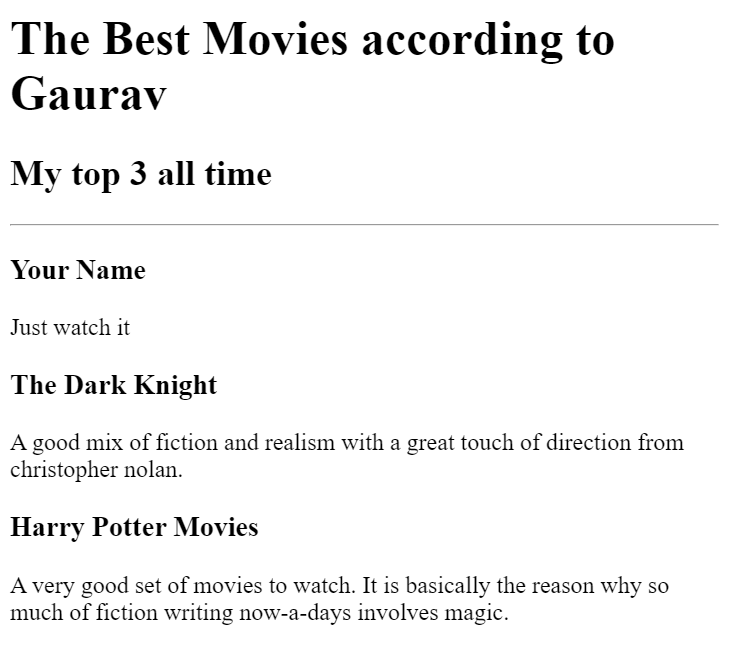 The Best Movies according to
Gaurav
My top 3 all time
Your Name
Just watch it
The Dark Knight
A good mix of fiction and realism with a great touch of direction from
christopher nolan.
Harry Potter Movies
A very good set of movies to watch. It is basically the reason why so
much of fiction writing now-a-days involves magic.